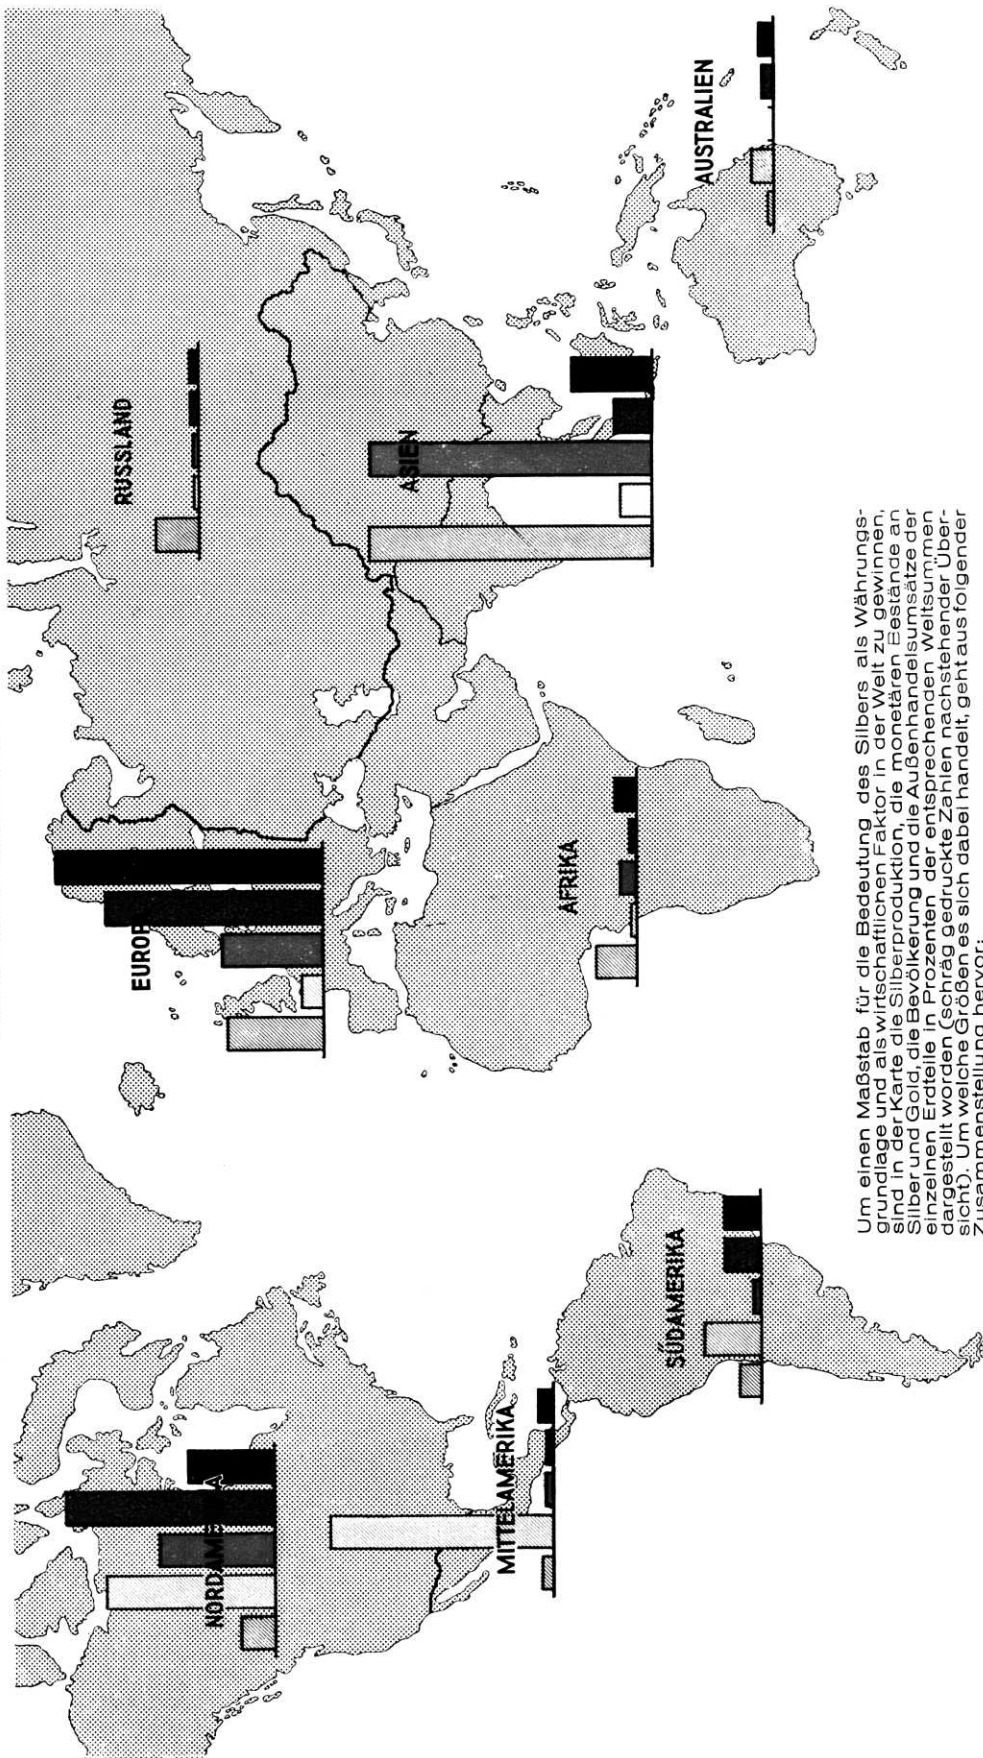 NORDAMERIKA
EUROPA
RUSSLAND
MITTELAMERIKA
ASIEN
SÜDAMERIKA
AFRIKA
AUSTRALIEN
Um einen Maßstab für die Bedeutung des Silbers als Währungs-
grundlage und als wirtschaftlichen Faktor in der Welt zu gewinnen,
sind in der Karte die Silberproduktion, die monetären Bestände an
Silber und Gold, die Bevölkerung und die Außenhandelsumsätze der
einzelnen Erdteile in Prozenten der entsprechenden Weltsummen
dargestellt worden (schräg gedruckte Zahlen nachstehender Über-
sicht). Um welche Größen es sich dabei handelt, geht aus folgender
Zusammenstellung hervor: